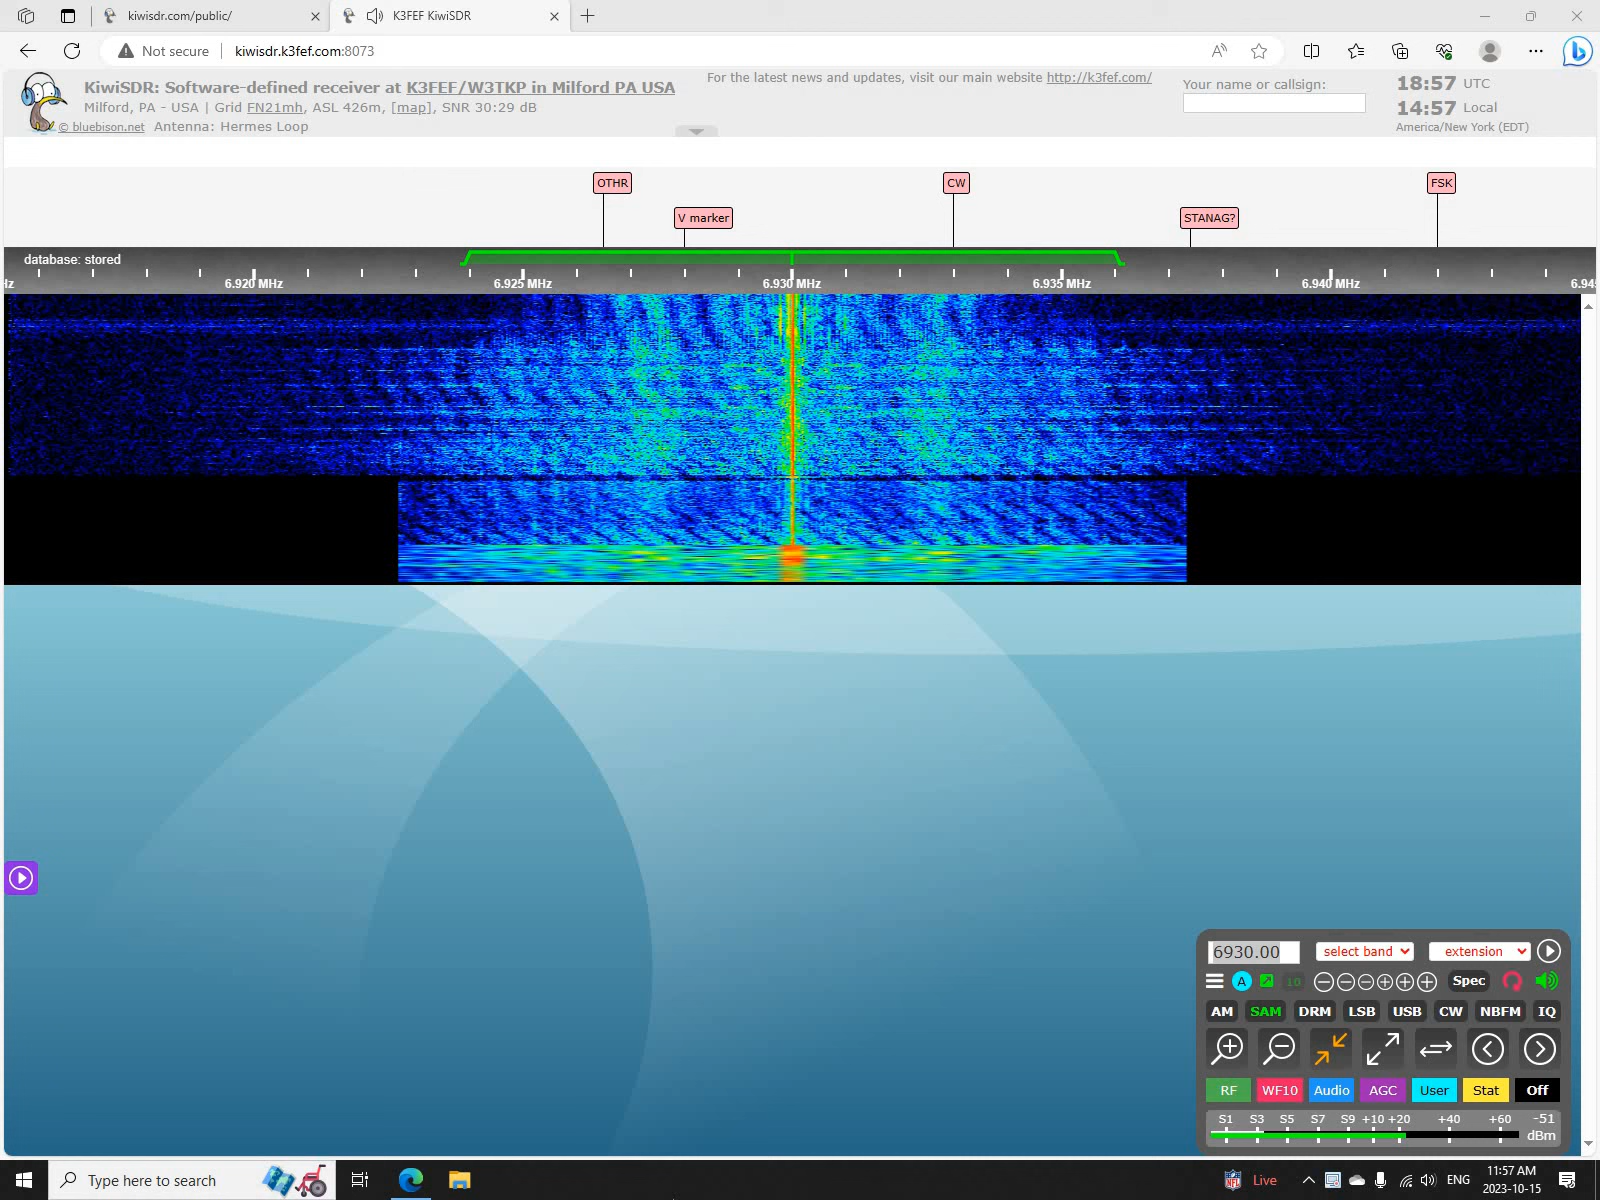 kiwisdr.com/public/
K3FEF KiwiSDR
Not secure
kiwisdr.k3fef.com:8073
KiwiSDR: Software-defined receiver at K3FEF/W3TKP in Milford PA USA
Milford, PA - USA | Grid FN21mh, ASL 426m, [map], SNR 30:29 dB
© bluebison.net Antenna: Hermes Loop
For the latest news and updates, visit our main website http://k3fef.com/
Your name or callsign:
18:57 UTC
14:57 Local
America/New York (EDT)
OTHR
CW
FSK
V marker
STANAG?
database: stored
Hz
6.920 MHz
6.925 MHz
6.930 MHz
6.935 MHz
6.940 MHz
6.945
6930.00
select band
extension
A
10
Spec
AM SAM DRM LSB USB CW NBFM IQ
RF WF10 Audio AGC User Stat Off
S1 S3 S5 S7 S9 +10 +20 +40 +60 -51
dBm
Type here to search
Live
ENG
11:57 AM
2023-10-15